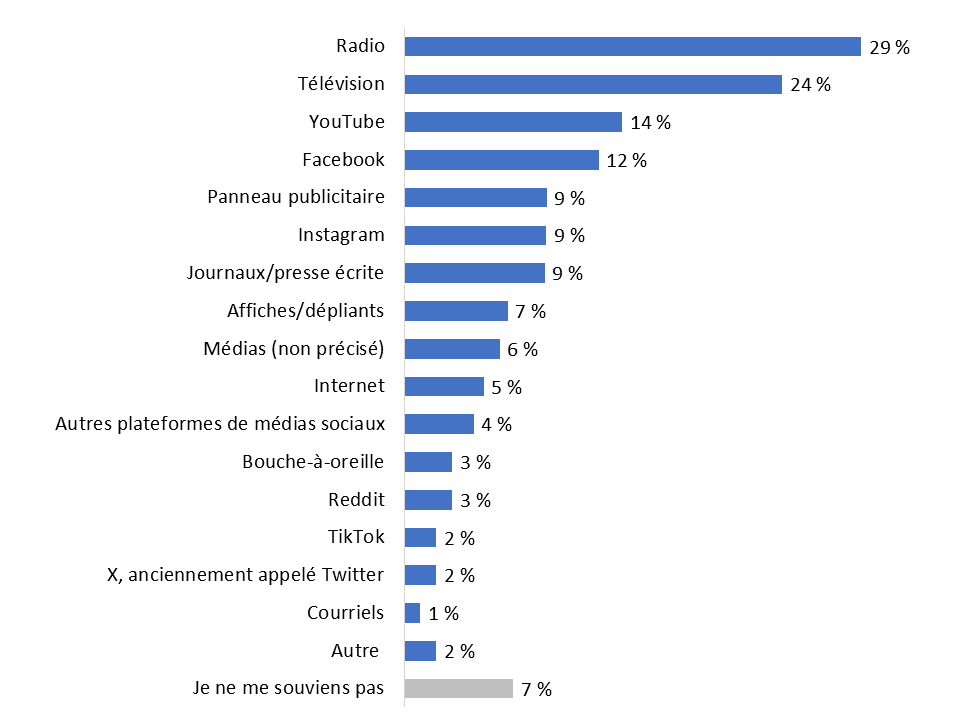 Radio 29 %
Télévision 24 %
YouTube 14 %
Facebook 12 %
Panneau publicitaire 9 %
Instagram 9 %
Journaux/presse écrite 9 %
Affiches/dépliants 7 %
Médias (non précisé) 6 %
Internet 5 %
Autres plateformes de médias sociaux 4 %
Bouche-à-oreille 3 %
Reddit 3 %
TikTok 2 %
X, anciennement appelé Twitter 2 %
Courriels 1 %
Autre 2 %
Je ne me souviens pas 7 %